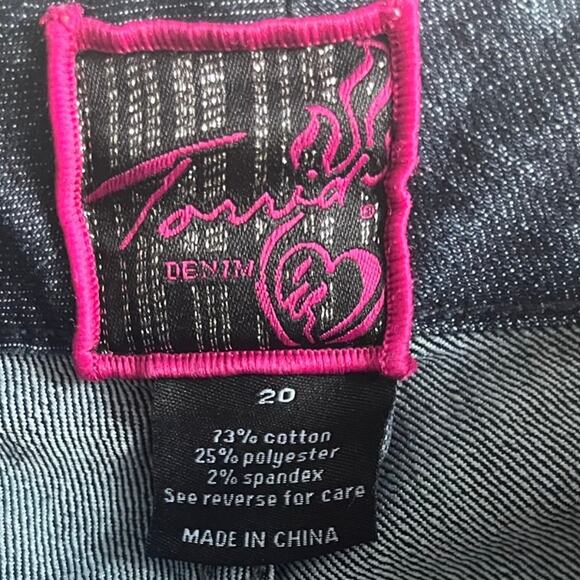 Torrid®
DENIM
20
73% cotton
25% polyester
2% spandex
See reverse for care
MADE IN CHINA